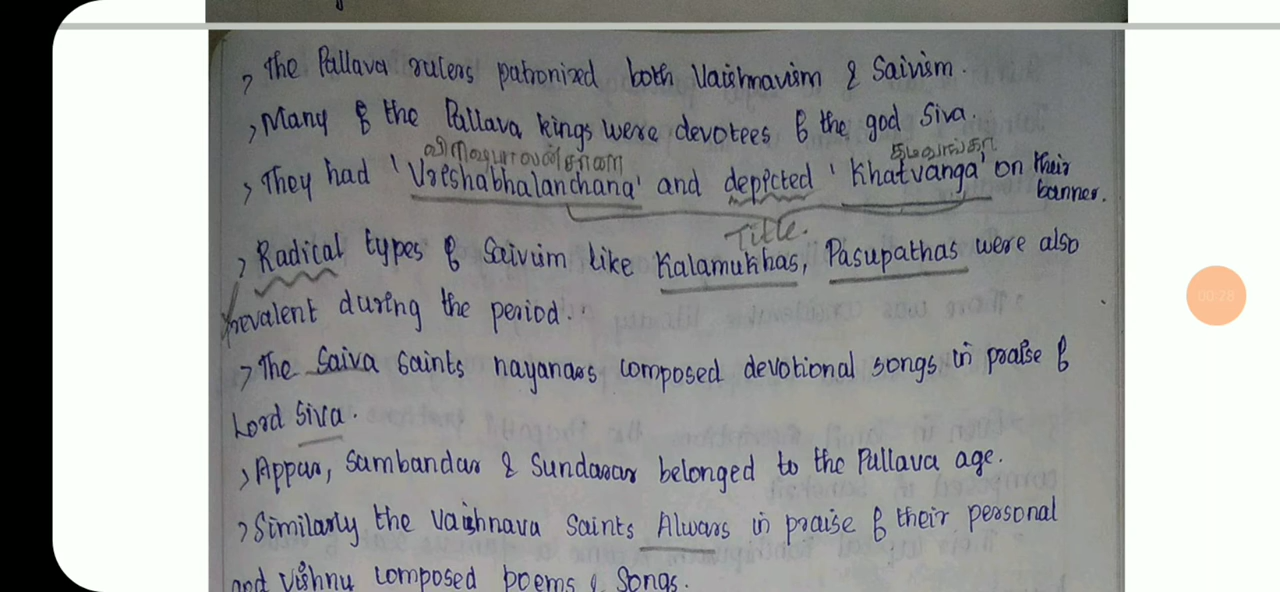 > The Pallava rulers patronized both Vaishnavism & Saivism.
> Many of the Pallava kings were devotees of the god Siva.
> They had 'Vrishabhalanchana' and depicted 'Khatvanga' on their banner.
Title.
> Radical types of Saivism like Kalamukhas, Pasupathas were also
prevalent during the period.
> The Saiva Saints nayanars composed devotional songs in praise of
Lord Siva.
> Appar, Sambandar & Sundarar belonged to the Pallava age.
> Similarly the Vaishnava Saints Alwars in praise of their personal
god Vishnu composed poems & Songs.
00:28